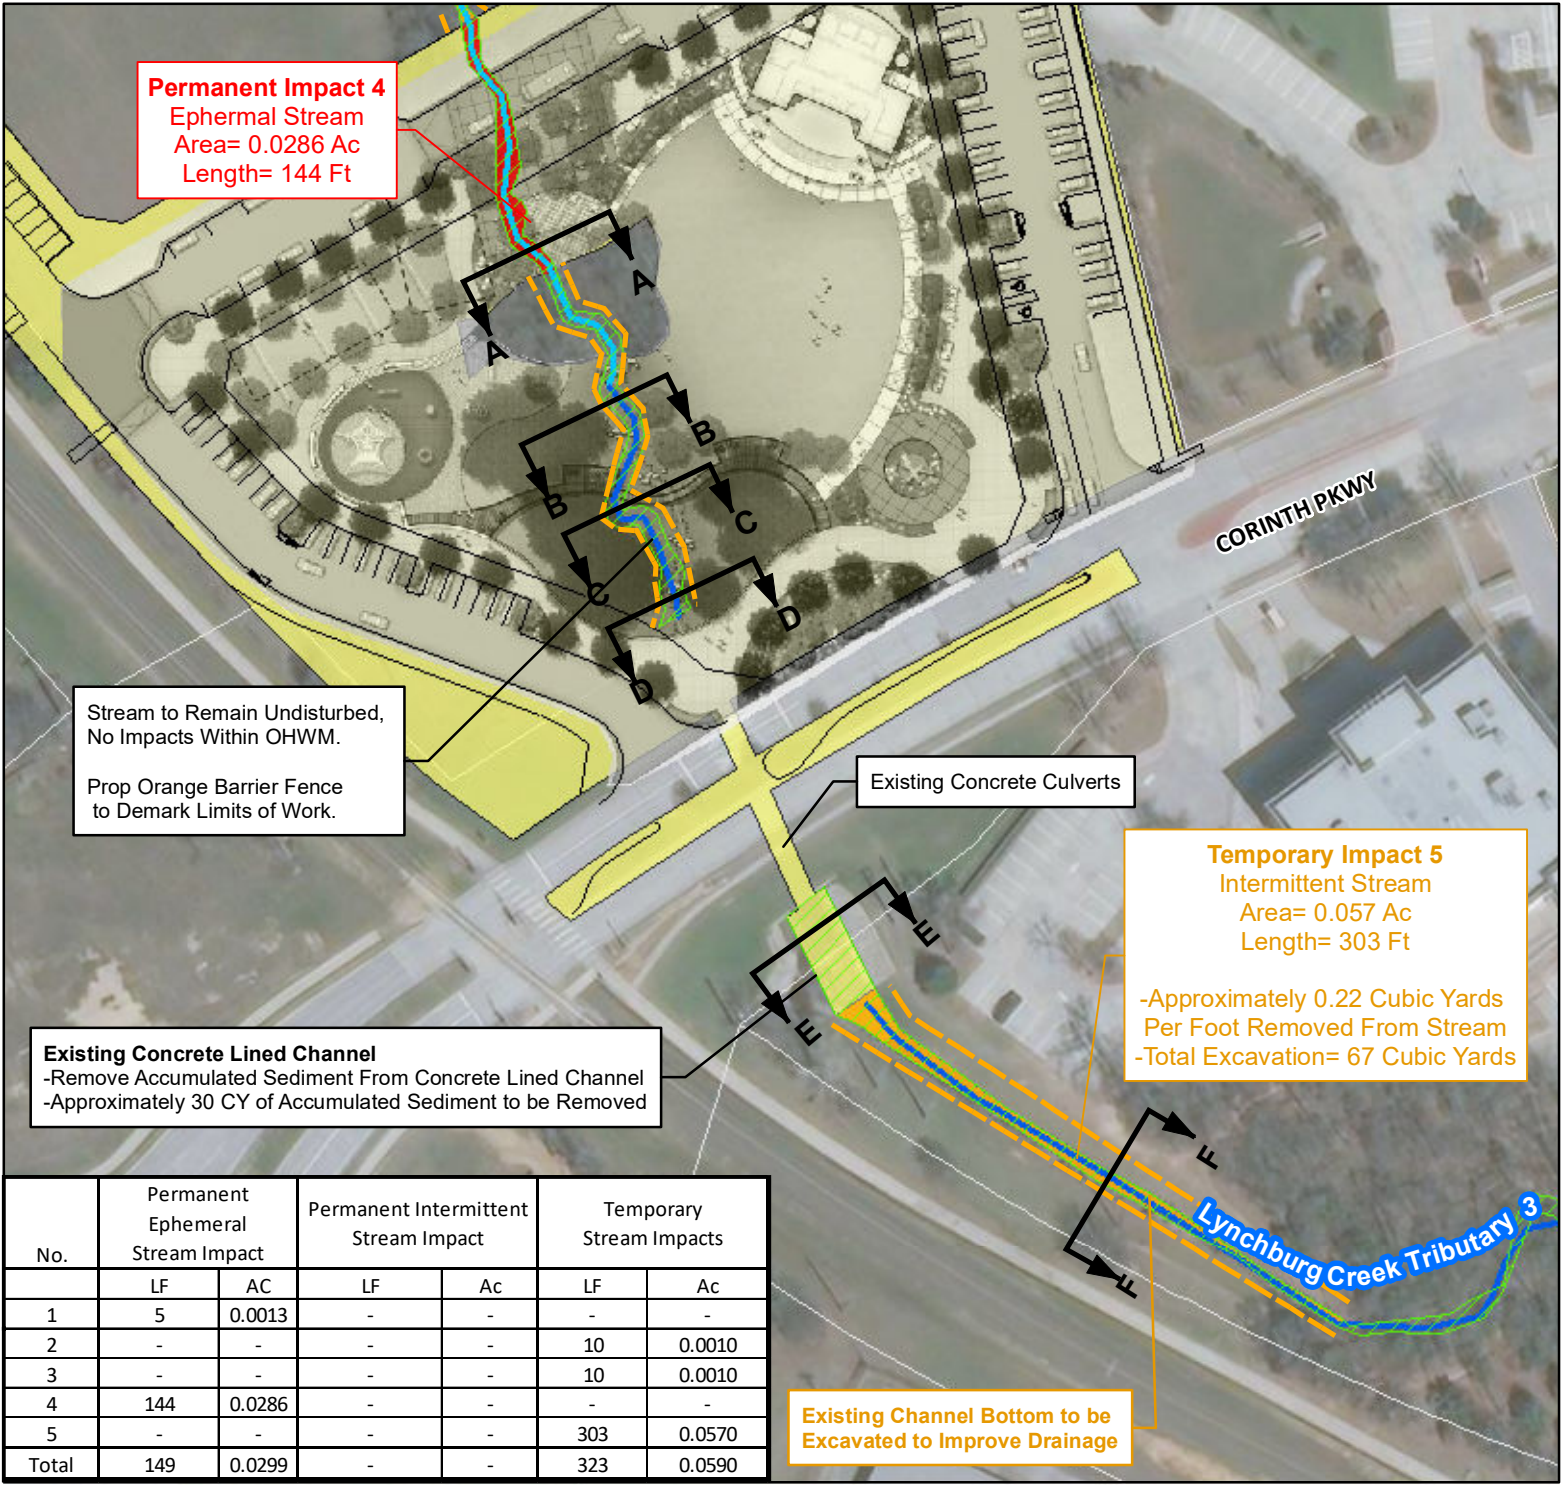 Permanent Impact 4
Ephermal Stream
Area= 0.0286 Ac
Length= 144 Ft
A
A
B
B
C
C
D
D
CORINTH PKWY
Stream to Remain Undisturbed,
No Impacts Within OHWM.
Prop Orange Barrier Fence
to Demark Limits of Work.
Existing Concrete Culverts
Temporary Impact 5
Intermittent Stream
Area= 0.057 Ac
Length= 303 Ft
-Approximately 0.22 Cubic Yards
Per Foot Removed From Stream
-Total Excavation= 67 Cubic Yards
E
E
Existing Concrete Lined Channel
-Remove Accumulated Sediment From Concrete Lined Channel
-Approximately 30 CY of Accumulated Sediment to be Removed
F
F
Lynchburg Creek Tributary 3
Existing Channel Bottom to be
Excavated to Improve Drainage
No. Permanent Ephemeral Stream Impact Permanent Intermittent Stream Impact Temporary Stream Impacts
LF AC LF Ac LF Ac
1 5 0.0013 - - - -
2 - - - - 10 0.0010
3 - - - - 10 0.0010
4 144 0.0286 - - - -
5 - - - - 303 0.0570
Total 149 0.0299 - - 323 0.0590